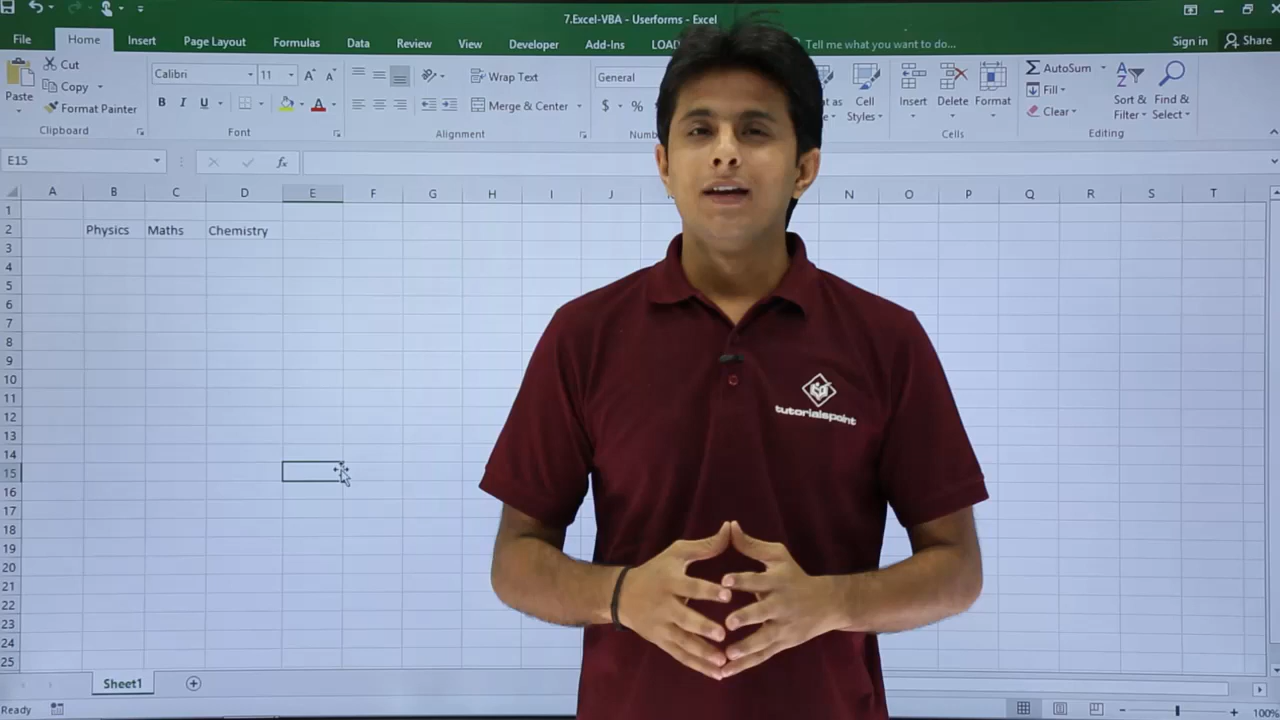 7.Excel-VBA - Userforms - Excel
File Home Insert Page Layout Formulas Data Review View Developer Add-Ins Tell me what you want to do... Sign in Share
Cut
Copy
Format Painter
Paste
Clipboard
Calibri 11
B I U
Font
Wrap Text
Merge & Center
Alignment
General
$ %
Cell
Styles
Insert Delete Format
Cells
AutoSum
Fill
Clear
Sort &
Filter
Find &
Select
Editing
E15 fx
A B C D E F G H I J N O P Q R S T
1
2 Physics Maths Chemistry
3
4
5
6
7
8
9
10
11
12
13
14
15
16
17
18
19
20
21
22
23
24
25
tutorialspoint
Sheet1
Ready 100%